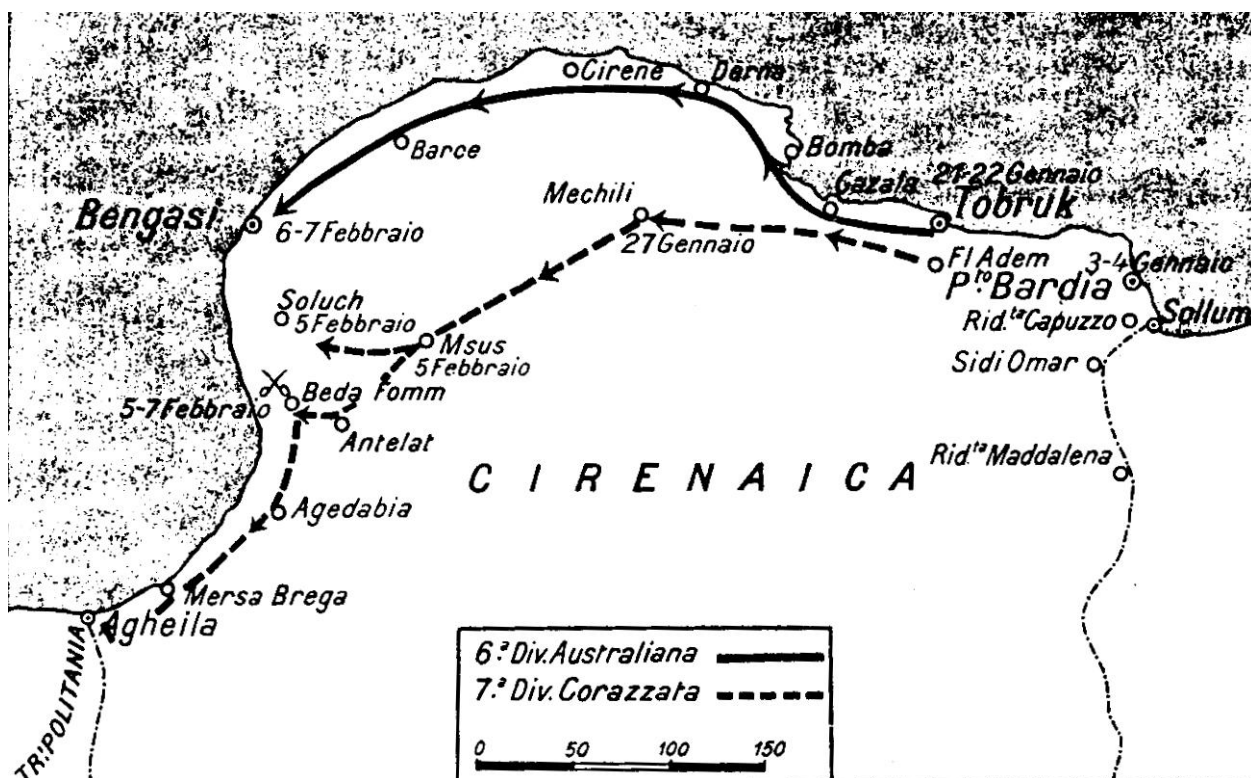 Cirene
Derna
Barce
Bomba
Gazala
21-22 Gennaio
Tobruk
Mechili
27 Gennaio
Bengasi
6-7 Febbraio
El Adem
3-4 Gennaio
P.to Bardia
Rid.ta Capuzzo
Sollum
Sidi Omar
Soluch
5 Febbraio
Msus
5 Febbraio
Beda Fomm
5-7 Febbraio
Antelat
Rid.ta Maddalena
CIRENAICA
Agedabia
Mersa Brega
Agheila
TRIPOLITANIA
6.ª Div. Australiana
7.ª Div. Corazzata
0 50 100 150